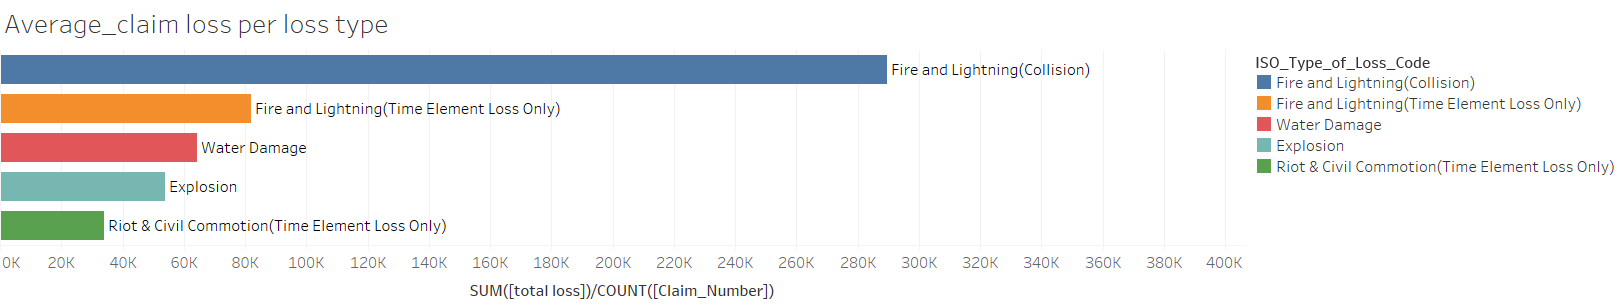 Average_claim loss per loss type
Fire and Lightning(Collision)
Fire and Lightning(Time Element Loss Only)
Water Damage
Explosion
Riot & Civil Commotion(Time Element Loss Only)
0K 20K 40K 60K 80K 100K 120K 140K 160K 180K 200K 220K 240K 260K 280K 300K 320K 340K 360K 380K 400K
SUM([total loss])/COUNT([Claim_Number])
ISO_Type_of_Loss_Code
Fire and Lightning(Collision)
Fire and Lightning(Time Element Loss Only)
Water Damage
Explosion
Riot & Civil Commotion(Time Element Loss Only)